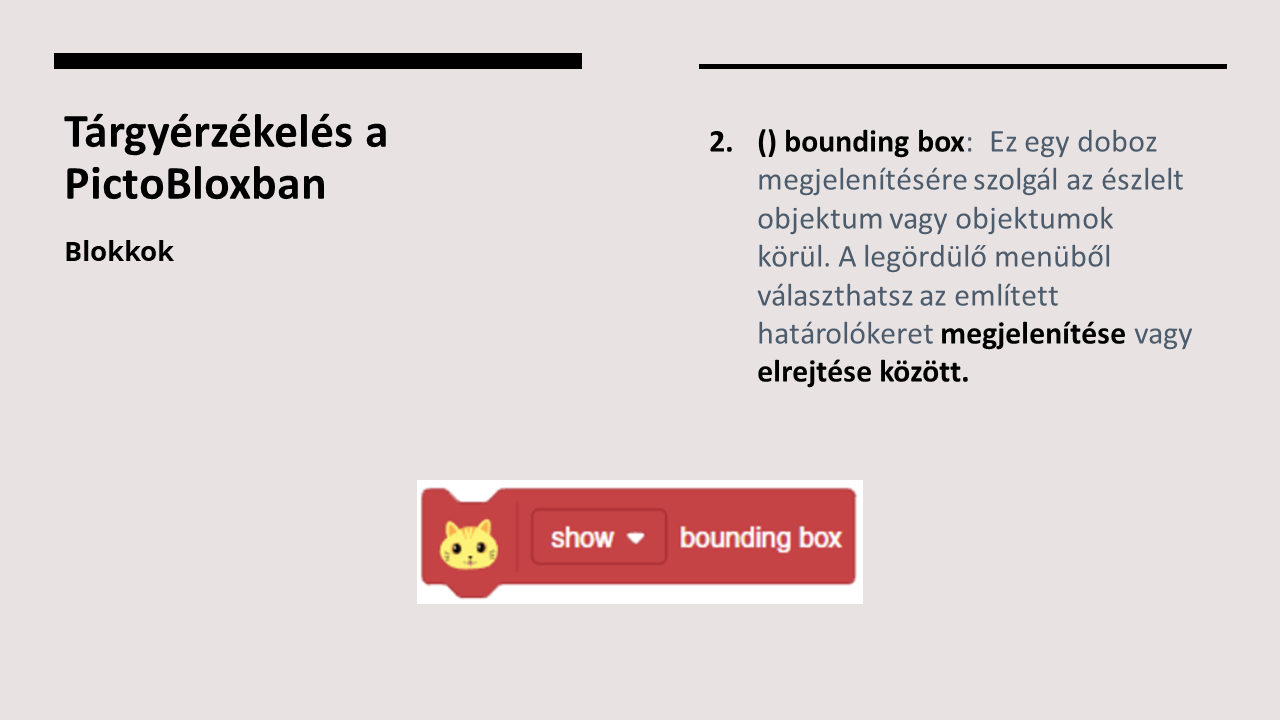 Tárgyérzékelés a
PictoBloxban
Blokkok
2. () bounding box: Ez egy doboz
megjelenítésére szolgál az észlelt
objektum vagy objektumok
körül. A legördülő menüből
választhatsz az említett
határolókeret megjelenítése vagy
elrejtése között.
show bounding box